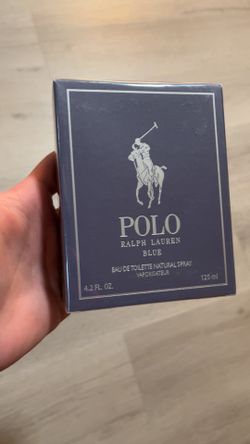 POLO
RALPH LAUREN
BLUE
EAU DE TOILETTE NATURAL SPRAY
VAPORISATEUR
4.2 FL. OZ. 125 ml